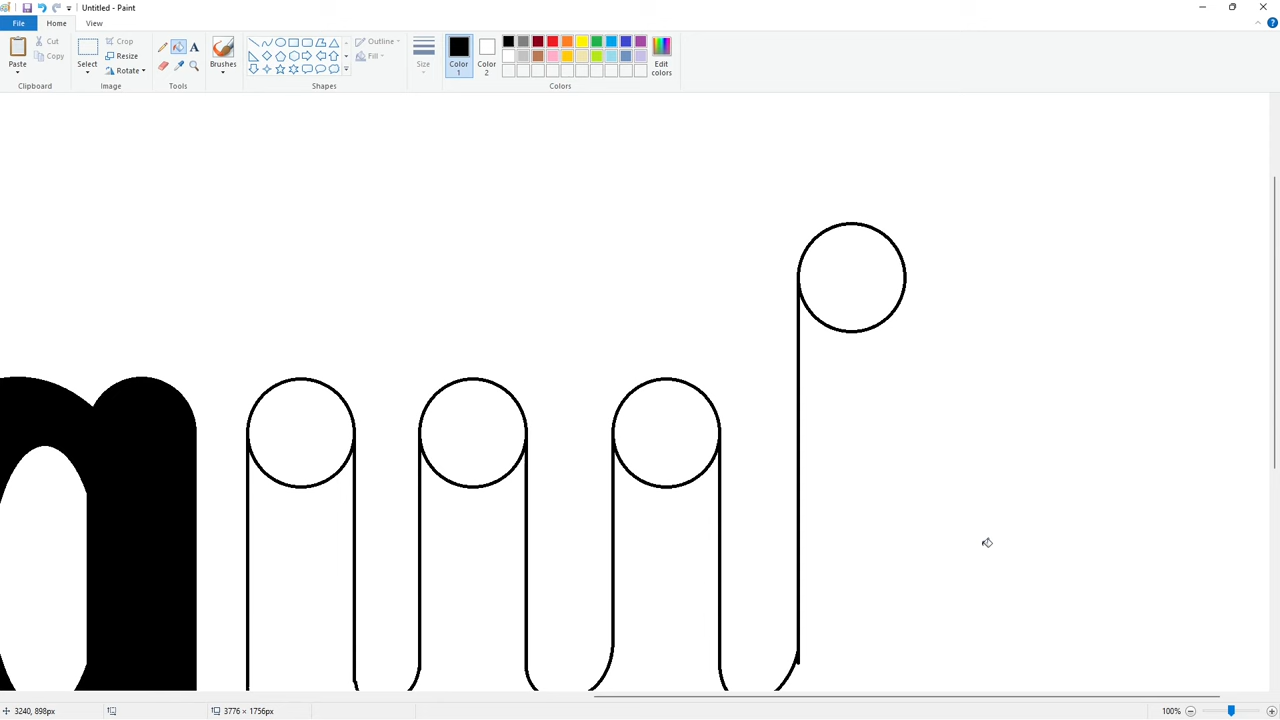 Untitled - Paint
File
Home
View
Paste
Cut
Copy
Clipboard
Select
Crop
Resize
Rotate
Image
Tools
Brushes
Shapes
Outline
Fill
Size
Color 1
Color 2
Edit colors
Colors
3240, 898px
3776 × 1756px
100%